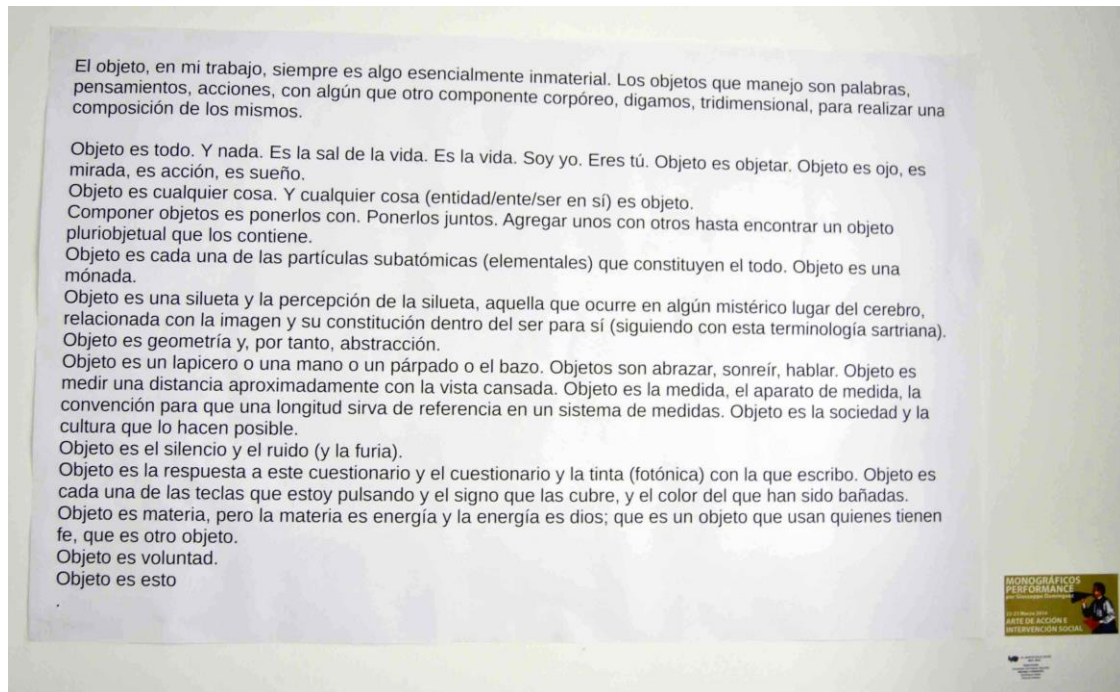 El objeto, en mi trabajo, siempre es algo esencialmente inmaterial. Los objetos que manejo son palabras,
pensamientos, acciones, con algún que otro componente corpóreo, digamos, tridimensional, para realizar una
composición de los mismos.
Objeto es todo. Y nada. Es la sal de la vida. Es la vida. Soy yo. Eres tú. Objeto es objetar. Objeto es ojo, es
mirada, es acción, es sueño.
Objeto es cualquier cosa. Y cualquier cosa (entidad/ente/ser en sí) es objeto.
Componer objetos es ponerlos con. Ponerlos juntos. Agregar unos con otros hasta encontrar un objeto
pluriobjetual que los contiene.
Objeto es cada una de las partículas subatómicas (elementales) que constituyen el todo. Objeto es una
mónada.
Objeto es una silueta y la percepción de la silueta, aquella que ocurre en algún mistérico lugar del cerebro,
relacionada con la imagen y su constitución dentro del ser para sí (siguiendo con esta terminología sartriana).
Objeto es geometría y, por tanto, abstracción.
Objeto es un lapicero o una mano o un párpado o el bazo. Objetos son abrazar, sonreír, hablar. Objeto es
medir una distancia aproximadamente con la vista cansada. Objeto es la medida, el aparato de medida, la
convención para que una longitud sirva de referencia en un sistema de medidas. Objeto es la sociedad y la
cultura que lo hacen posible.
Objeto es el silencio y el ruido (y la furia).
Objeto es la respuesta a este cuestionario y el cuestionario y la tinta (fotónica) con la que escribo. Objeto es
cada una de las teclas que estoy pulsando y el signo que las cubre, y el color del que han sido bañadas.
Objeto es materia, pero la materia es energía y la energía es dios; que es un objeto que usan quienes tienen
fe, que es otro objeto.
Objeto es voluntad.
Objeto es esto
.
MONOGRÁFICOS
PERFORMANCE
por Giuseppe Domínguez
Marzo 2014
ARTE DE ACCIÓN E
INTERVENCIÓN SOCIAL